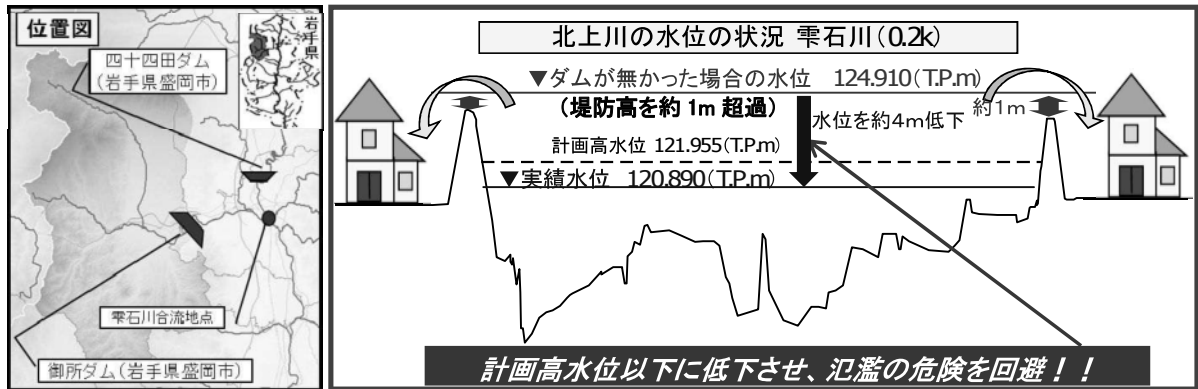 位置図
岩手県
四十四田ダム
(岩手県盛岡市)
雫石川合流地点
御所ダム(岩手県盛岡市)
北上川の水位の状況 雫石川(0.2k)
▼ダムが無かった場合の水位 124.910(T.P.m)
(堤防高を約1m超過)
約1m
水位を約4m低下
計画高水位 121.955(T.P.m)
▼実績水位 120.890(T.P.m)
計画高水位以下に低下させ、氾濫の危険を回避!!